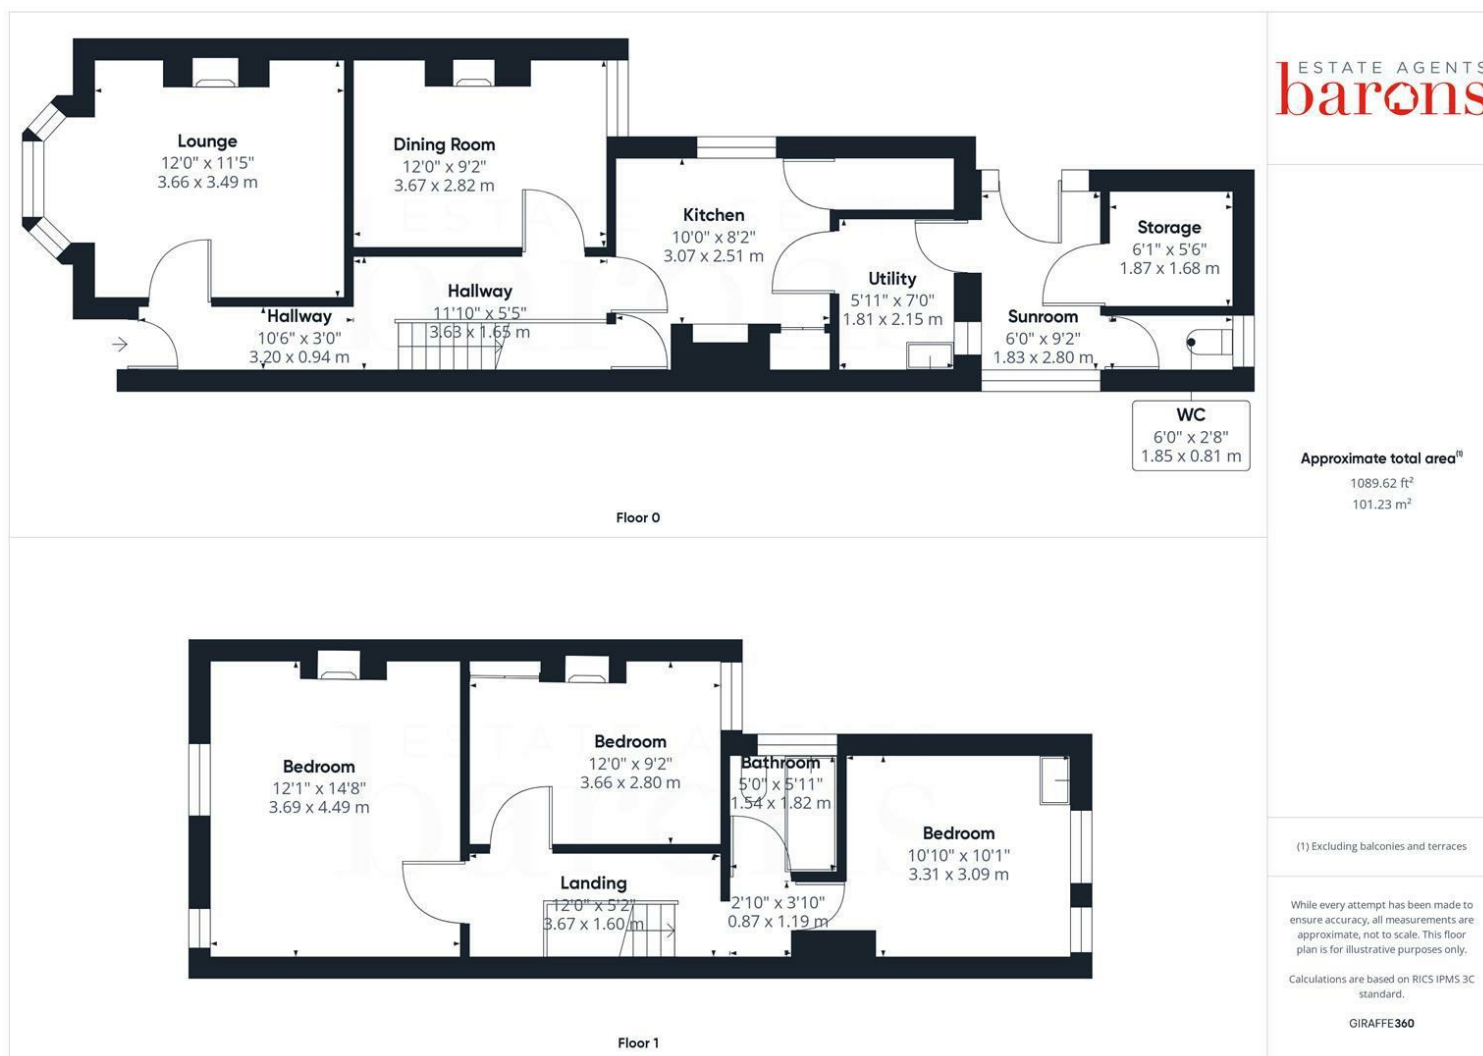 Lounge
12'0" x 11'5"
3.66 x 3.49 m
Dining Room
12'0" x 9'2"
3.67 x 2.82 m
Kitchen
10'0" x 8'2"
3.07 x 2.51 m
Storage
6'1" x 5'6"
1.87 x 1.68 m
Utility
5'11" x 7'0"
1.81 x 2.15 m
Hallway
11'10" x 5'5"
3.63 x 1.65 m
Hallway
10'6" x 3'0"
3.20 x 0.94 m
Sunroom
6'0" x 9'2"
1.83 x 2.80 m
WC
6'0" x 2'8"
1.85 x 0.81 m
Floor 0
Bedroom
12'1" x 14'8"
3.69 x 4.49 m
Bedroom
12'0" x 9'2"
3.66 x 2.80 m
Bathroom
5'0" x 5'11"
1.54 x 1.82 m
Bedroom
10'10" x 10'1"
3.31 x 3.09 m
Landing
12'0" x 5'2"
3.67 x 1.60 m
2'10" x 3'10"
0.87 x 1.19 m
Floor 1
ESTATE AGENTS
barons
Approximate total area(1)
1089.62 ft²
101.23 m²
(1) Excluding balconies and terraces
While every attempt has been made to
ensure accuracy, all measurements are
approximate, not to scale. This floor
plan is for illustrative purposes only.
Calculations are based on RICS IPMS 3C
standard.
GIRAFFE360
ESTATE AGENTS
barons
ESTATE AGENTS
barons